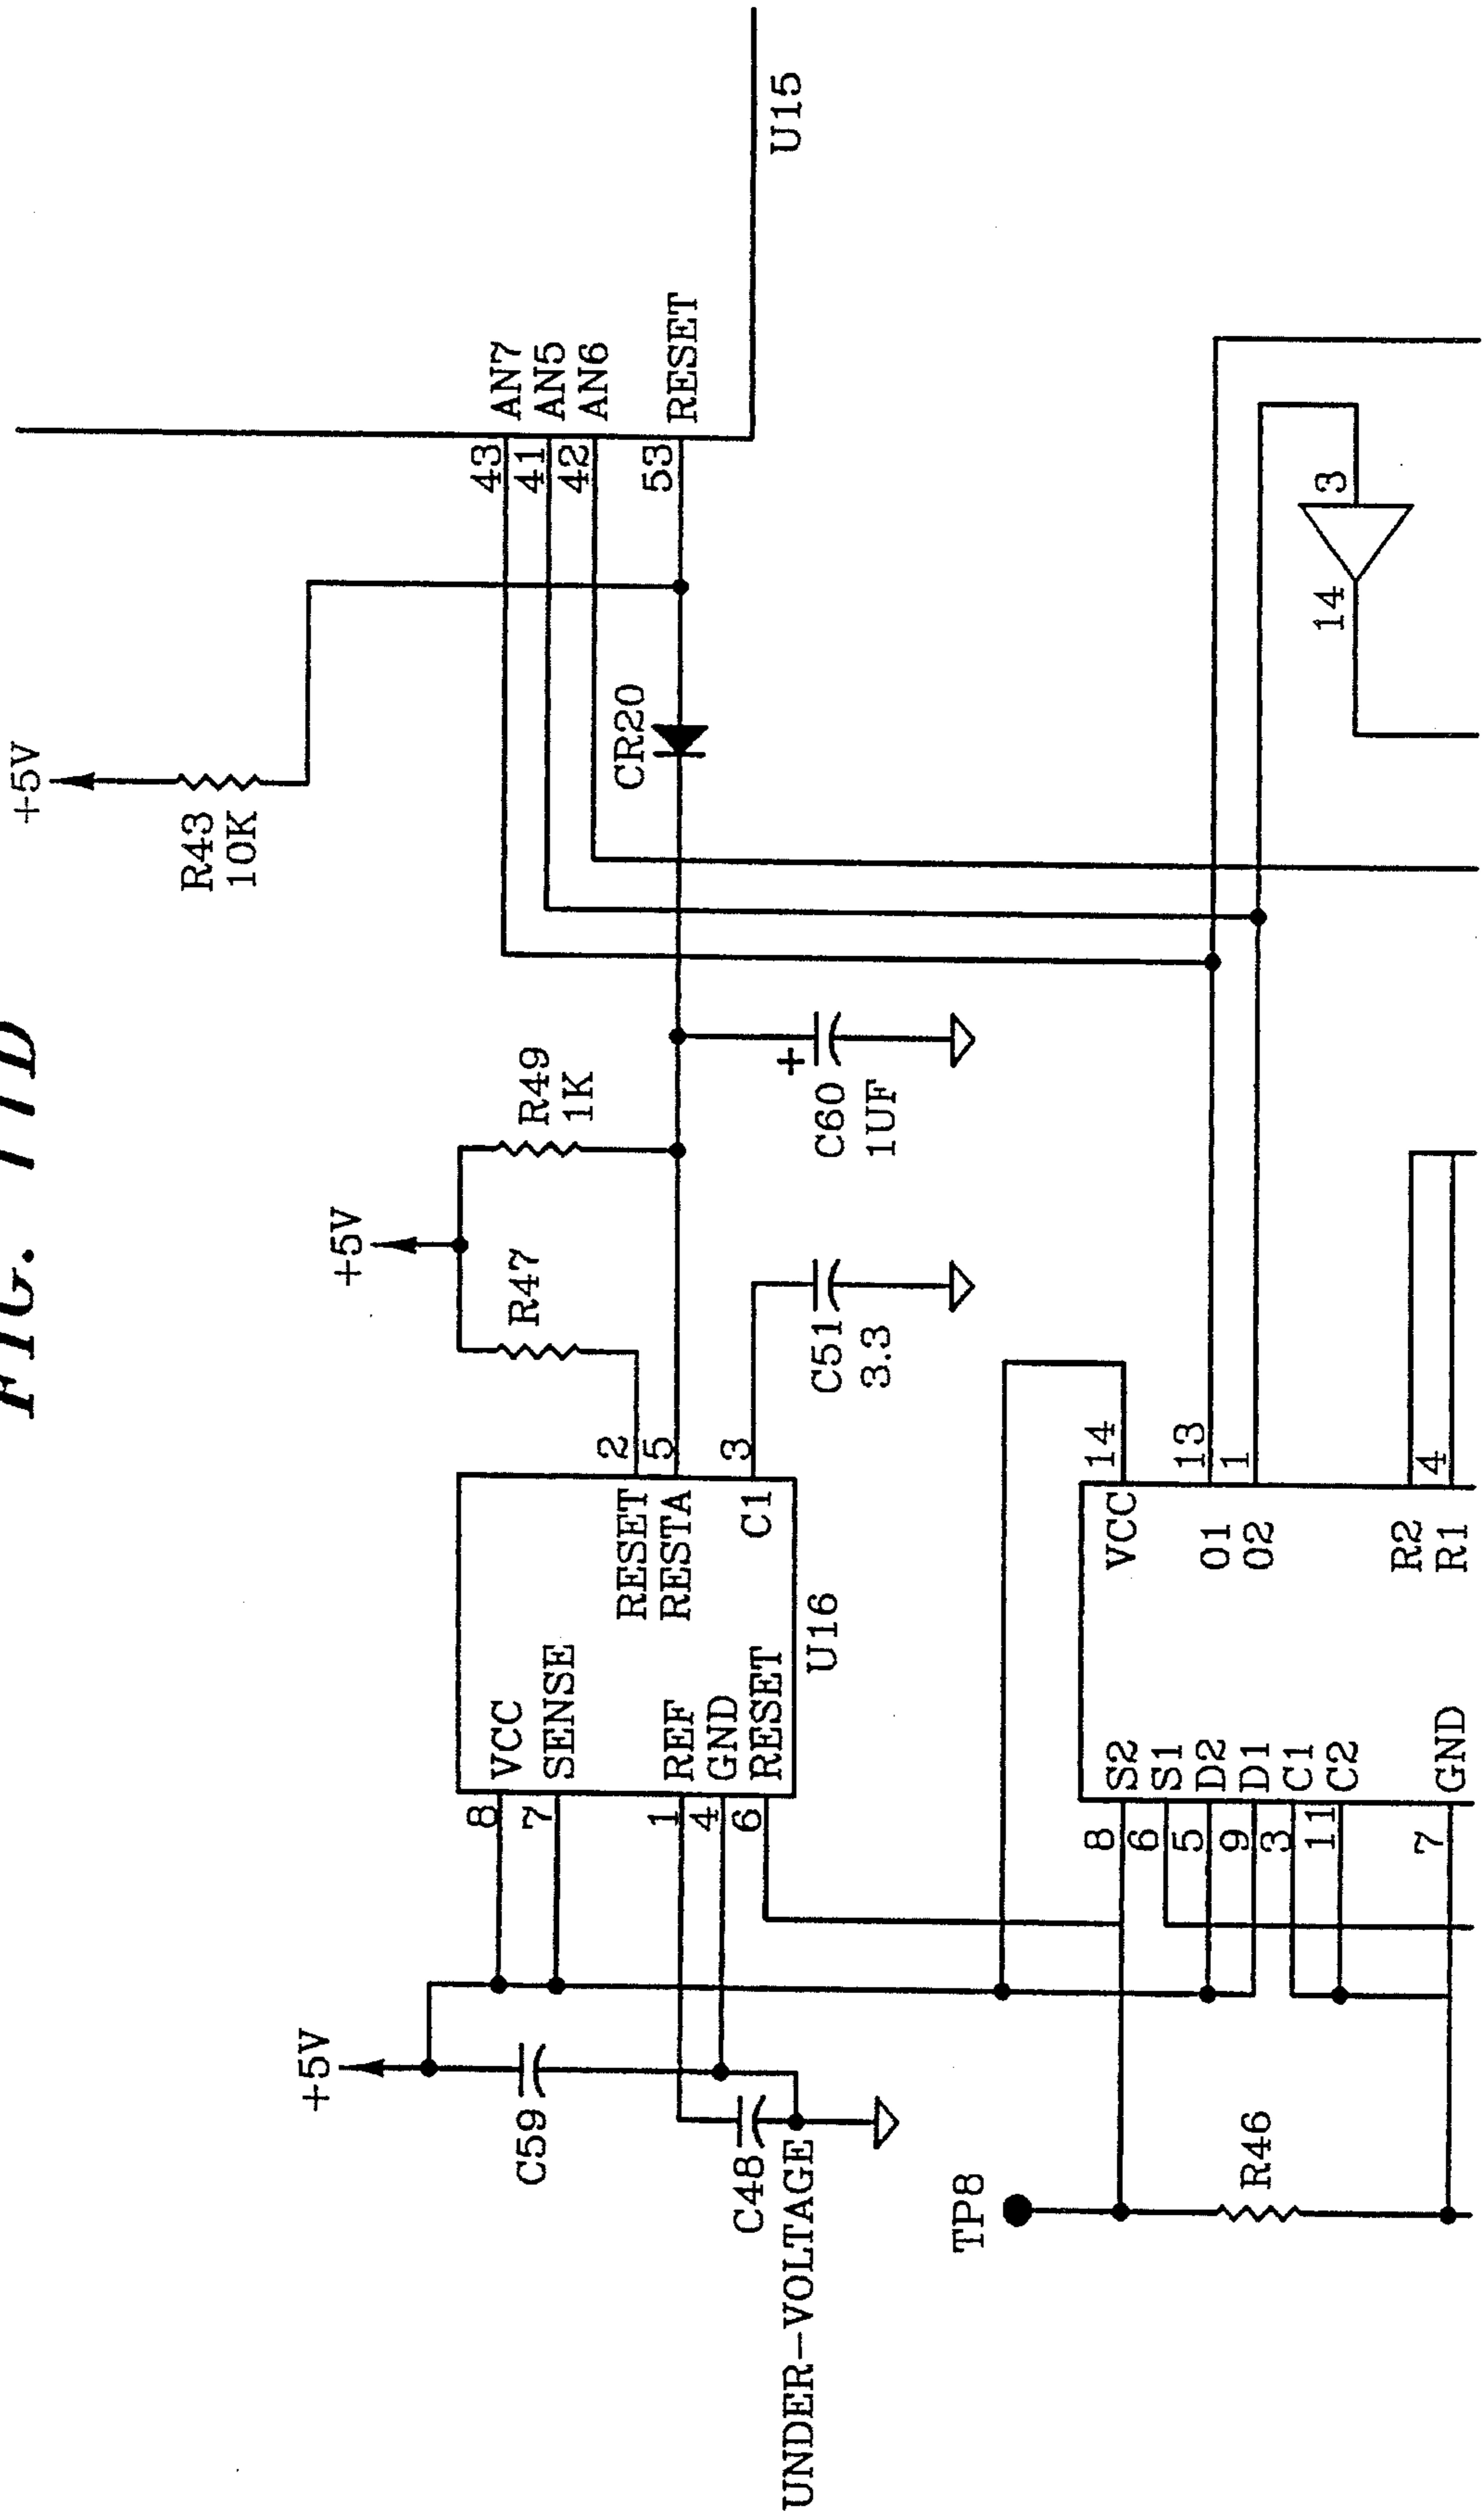 FIG. 11D
+5V
R43
10K
+5V
R47
R49
1K
+5V
C59
C48
UNDER-VOLTAGE
8
VCC
7
SENSE
1
REF
4
GND
6
RESET
RESET
2
RESTA
5
C1
3
U16
C51
3.3
C60
1UF
CR20
43
AN7
41
AN5
42
AN6
53
RESET
U15
TP8
R46
8
S2
6
S1
5
D2
9
D1
3
C1
11
C2
7
GND
VCC
14
O1
13
O2
1
R2
R1
4
14
3